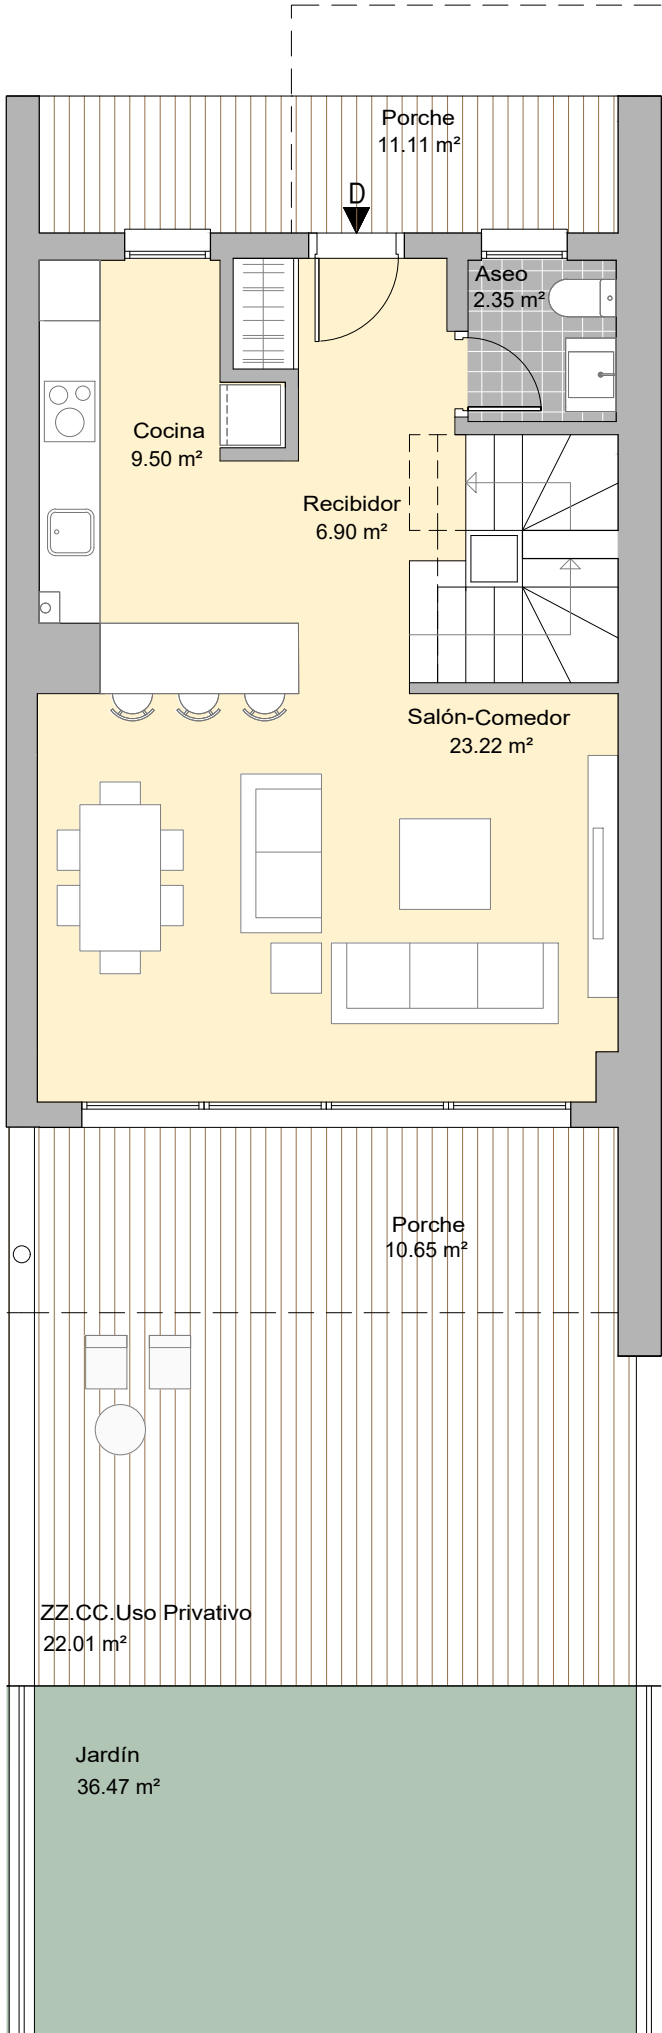 Porche
11.11 m²
D
Aseo
2.35 m²
Cocina
9.50 m²
Recibidor
6.90 m²
Salón-Comedor
23.22 m²
Porche
10.65 m²
ZZ.CC.Uso Privativo
22.01 m²
Jardín
36.47 m²